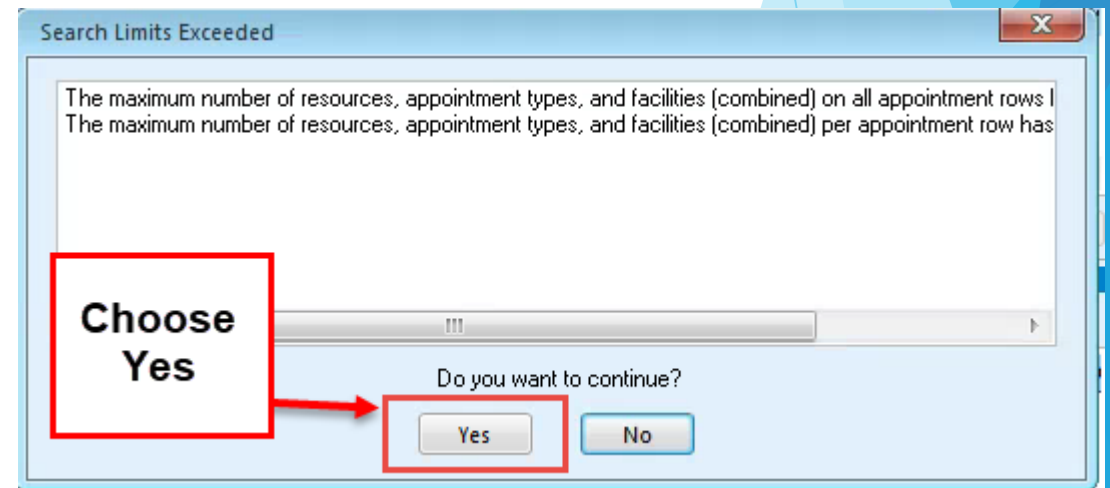 Search Limits Exceeded
The maximum number of resources, appointment types, and facilities (combined) on all appointment rows
The maximum number of resources, appointment types, and facilities (combined) per appointment row has
Choose
Yes
Do you want to continue?
Yes No